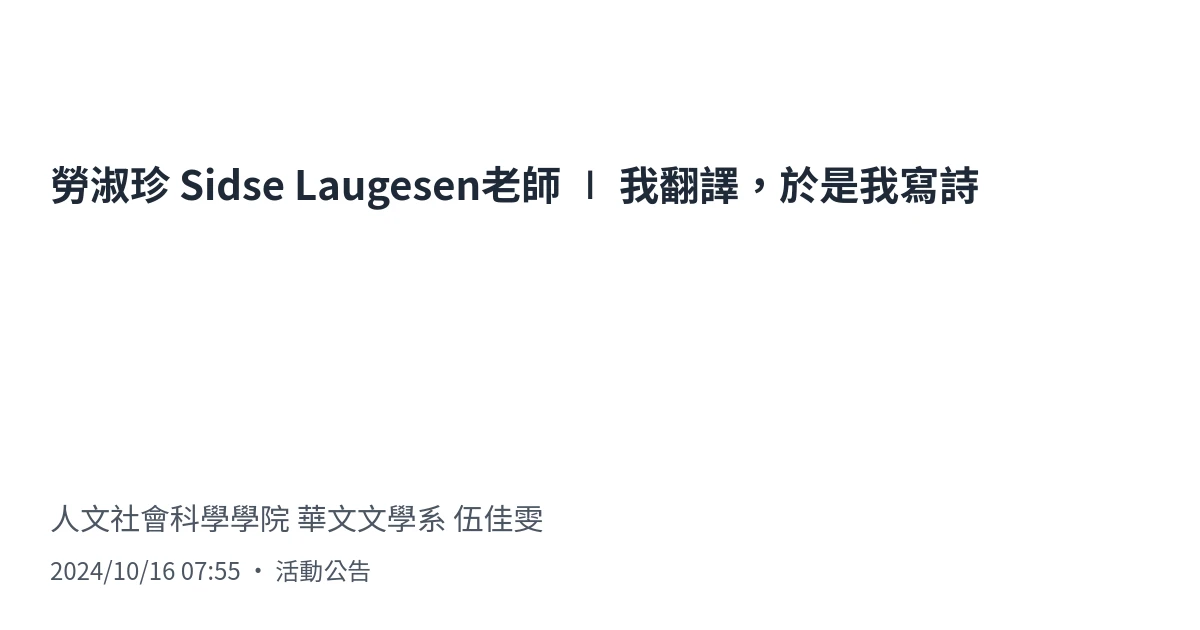 勞淑珍 Sidse Laugesen老師 ∣ 我翻譯，於是我寫詩
人文社會科學學院 華文文學系 伍佳雯
2024/10/16 07:55 ・ 活動公告